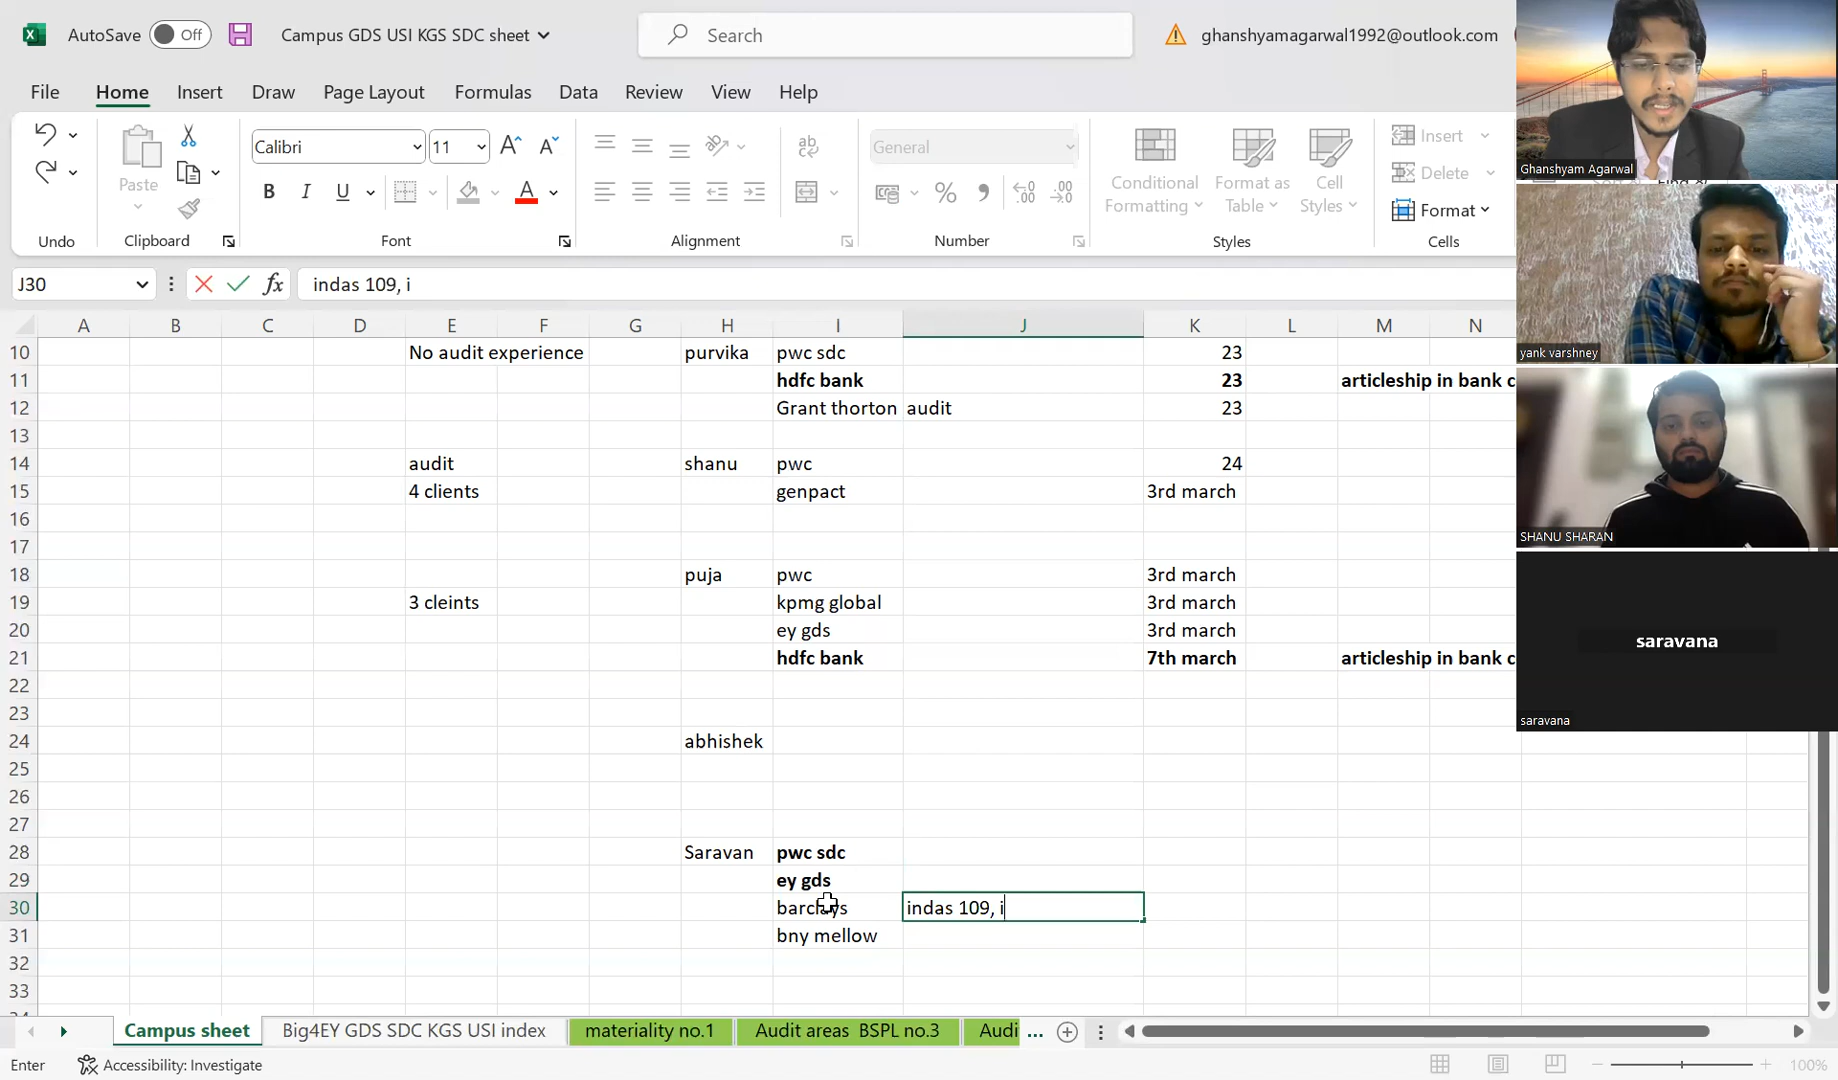 AutoSave Off Campus GDS USI KGS SDC sheet Search ghanshyamagarwal1992@outlook.com
File Home Insert Draw Page Layout Formulas Data Review View Help
Calibri 11 ab General Insert
Paste Conditional Format as Cell Delete
B I U Formatting Table Styles Format
Undo Clipboard Font Alignment Number Styles Cells
J30 fx indas 109, i
A B C D E F G H I J K L M N
10 No audit experience purvika pwc sdc 23
11 hdfc bank 23 articleship in bank c
12 Grant thorton audit 23
13
14 audit shanu pwc 24
15 4 clients genpact 3rd march
16
17
18 puja pwc 3rd march
19 3 cleints kpmg global 3rd march
20 ey gds 3rd march
21 hdfc bank 7th march articleship in bank c
22
23
24 abhishek
25
26
27
28 Saravan pwc sdc
29 ey gds
30 barclays indas 109, i
31 bny mellow
32
33
Campus sheet Big4EY GDS SDC KGS USI index materiality no.1 Audit areas BSPL no.3 Audi ...
Enter Accessibility: Investigate 100%
Ghanshyam Agarwal
yank varshney
SHANU SHARAN
saravana
saravana